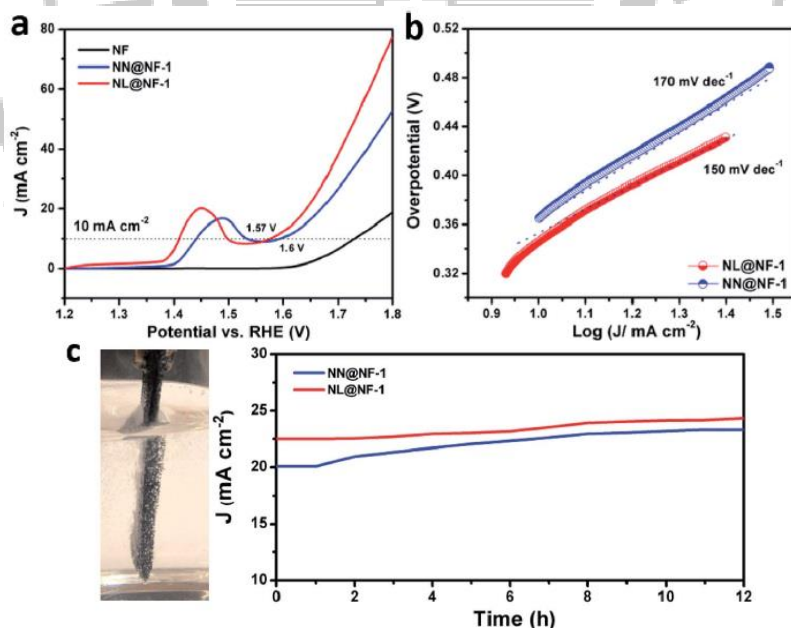 a
J (mA cm⁻²)
80
60
40
20
0
NF
NN@NF-1
NL@NF-1
10 mA cm⁻²
1.57 V
1.6 V
1.2 1.3 1.4 1.5 1.6 1.7 1.8
Potential vs. RHE (V)
b
Overpotential (V)
0.52
0.48
0.44
0.40
0.36
0.32
170 mV dec⁻¹
150 mV dec⁻¹
NL@NF-1
NN@NF-1
0.9 1.0 1.1 1.2 1.3 1.4 1.5
Log (J/ mA cm⁻²)
c
J (mA cm⁻²)
30
25
20
15
10
NN@NF-1
NL@NF-1
0 2 4 6 8 10 12
Time (h)